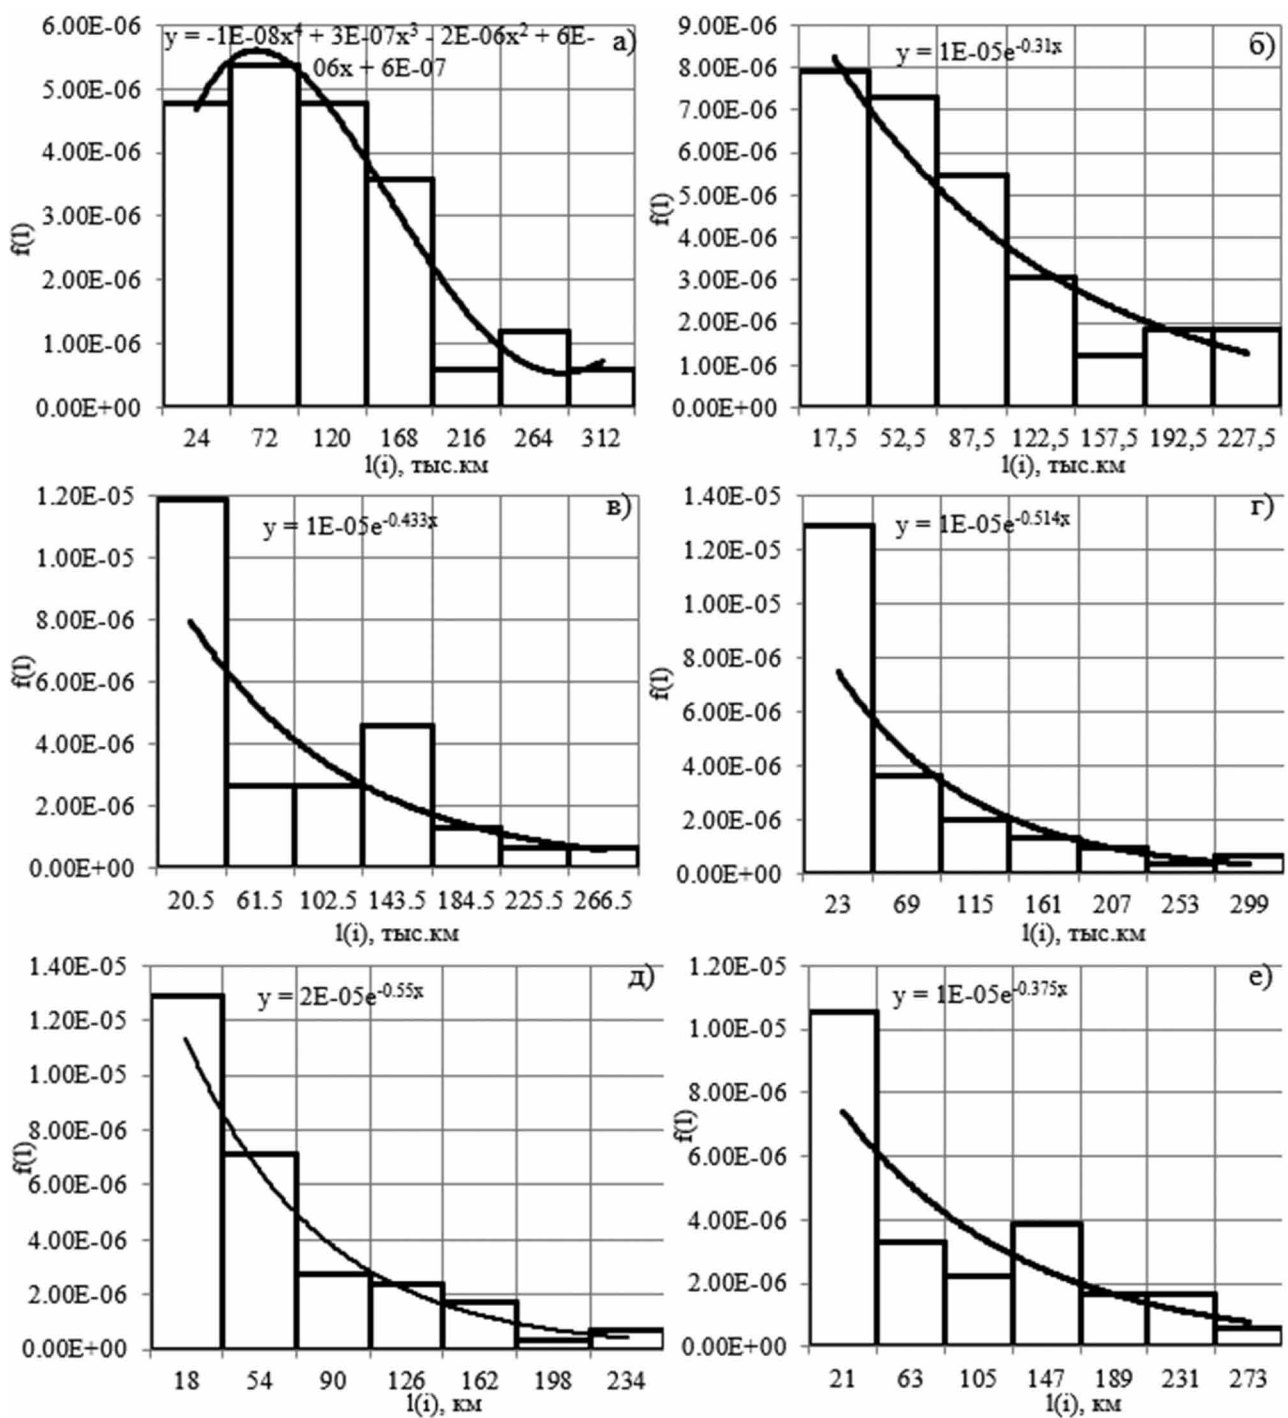 y = -1E-08x⁴ + 3E-07x³ - 2E-06x² + 6E-
06x + 6E-07
а)
6.00E-06
5.00E-06
4.00E-06
3.00E-06
2.00E-06
1.00E-06
0.00E+00
f(l)
24 72 120 168 216 264 312
l(i), тыс.км
y = 1E-05e^-0.31x
б)
9.00E-06
8.00E-06
7.00E-06
6.00E-06
5.00E-06
4.00E-06
3.00E-06
2.00E-06
1.00E-06
0.00E+00
f(l)
17,5 52,5 87,5 122,5 157,5 192,5 227,5
l(i), тыс.км
y = 1E-05e^-0.433x
в)
1.20E-05
1.00E-05
8.00E-06
6.00E-06
4.00E-06
2.00E-06
0.00E+00
f(l)
20.5 61.5 102.5 143.5 184.5 225.5 266.5
l(i), тыс.км
y = 1E-05e^-0.514x
г)
1.40E-05
1.20E-05
1.00E-05
8.00E-06
6.00E-06
4.00E-06
2.00E-06
0.00E+00
f(l)
23 69 115 161 207 253 299
l(i), тыс.км
y = 2E-05e^-0.55x
д)
1.40E-05
1.20E-05
1.00E-05
8.00E-06
6.00E-06
4.00E-06
2.00E-06
0.00E+00
f(l)
18 54 90 126 162 198 234
l(i), км
y = 1E-05e^-0.375x
е)
1.20E-05
1.00E-05
8.00E-06
6.00E-06
4.00E-06
2.00E-06
0.00E+00
f(l)
21 63 105 147 189 231 273
l(i), км